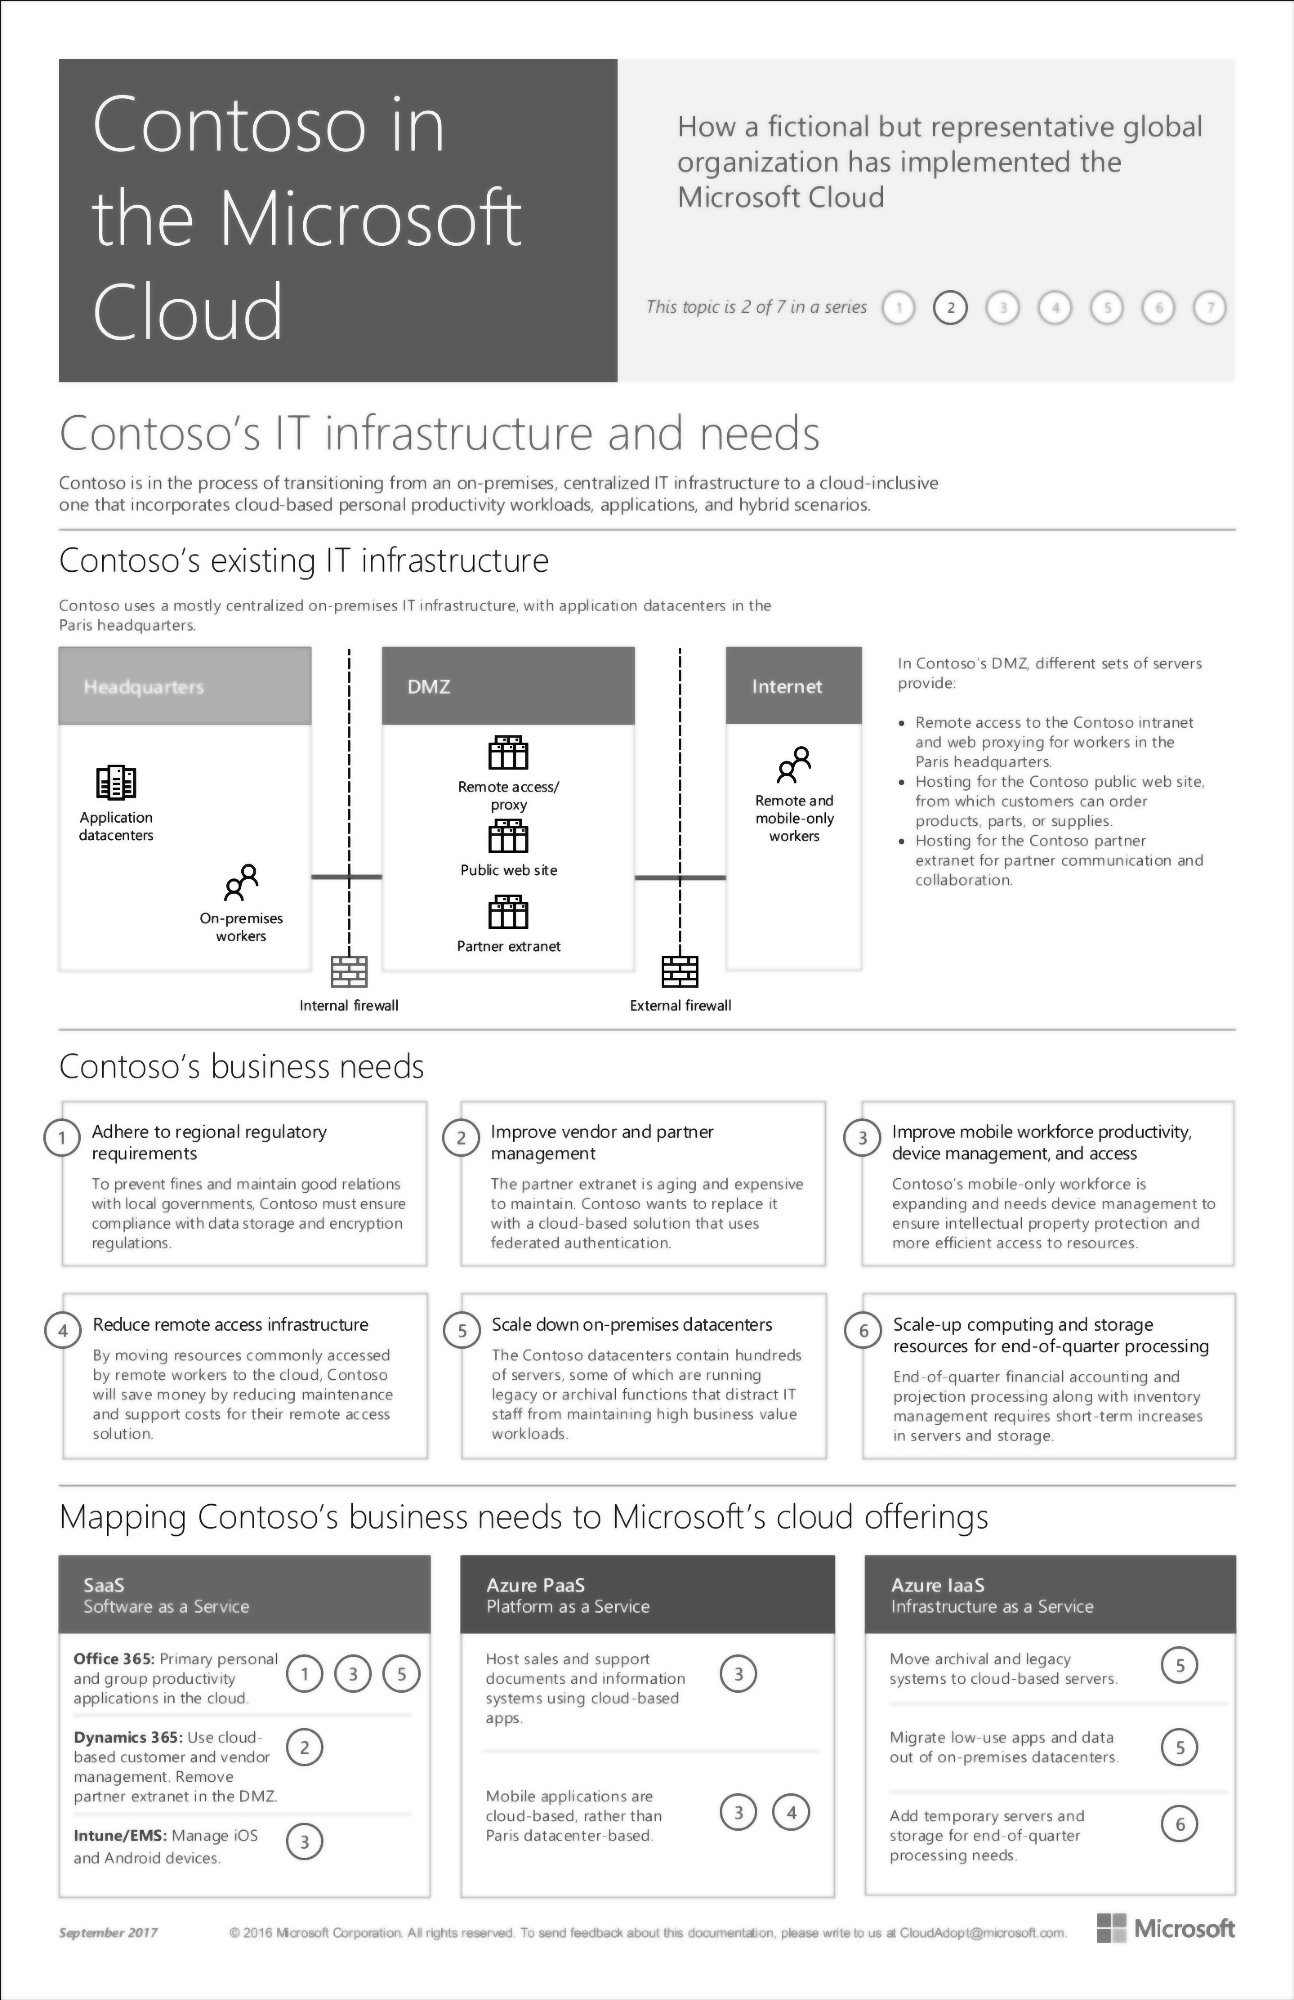 Contoso in
the Microsoft
Cloud
How a fictional but representative global
organization has implemented the
Microsoft Cloud
This topic is 2 of 7 in a series 1 2 3 4 5 6 7
Contoso's IT infrastructure and needs
Contoso is in the process of transitioning from an on-premises, centralized IT infrastructure to a cloud-inclusive
one that incorporates cloud-based personal productivity workloads, applications, and hybrid scenarios.
Contoso's existing IT infrastructure
Contoso uses a mostly centralized on-premises IT infrastructure, with application datacenters in the
Paris headquarters.
Headquarters
Application
datacenters
On-premises
workers
Internal firewall
DMZ
Remote access/
proxy
Public web site
Partner extranet
External firewall
Internet
Remote and
mobile-only
workers
In Contoso's DMZ, different sets of servers
provide:
• Remote access to the Contoso intranet
and web proxying for workers in the
Paris headquarters.
• Hosting for the Contoso public web site,
from which customers can order
products, parts, or supplies.
• Hosting for the Contoso partner
extranet for partner communication and
collaboration.
Contoso's business needs
1
Adhere to regional regulatory
requirements
To prevent fines and maintain good relations
with local governments, Contoso must ensure
compliance with data storage and encryption
regulations.
2
Improve vendor and partner
management
The partner extranet is aging and expensive
to maintain. Contoso wants to replace it
with a cloud-based solution that uses
federated authentication.
3
Improve mobile workforce productivity,
device management, and access
Contoso's mobile-only workforce is
expanding and needs device management to
ensure intellectual property protection and
more efficient access to resources.
4
Reduce remote access infrastructure
By moving resources commonly accessed
by remote workers to the cloud, Contoso
will save money by reducing maintenance
and support costs for their remote access
solution.
5
Scale down on-premises datacenters
The Contoso datacenters contain hundreds
of servers, some of which are running
legacy or archival functions that distract IT
staff from maintaining high business value
workloads.
6
Scale-up computing and storage
resources for end-of-quarter processing
End-of-quarter financial accounting and
projection processing along with inventory
management requires short-term increases
in servers and storage.
Mapping Contoso's business needs to Microsoft's cloud offerings
SaaS
Software as a Service
Office 365: Primary personal
and group productivity
applications in the cloud.
1 3 5
Dynamics 365: Use cloud-
based customer and vendor
management. Remove
partner extranet in the DMZ.
2
Intune/EMS: Manage iOS
and Android devices.
3
Azure PaaS
Platform as a Service
Host sales and support
documents and information
systems using cloud-based
apps.
3
Mobile applications are
cloud-based, rather than
Paris datacenter-based.
3 4
Azure IaaS
Infrastructure as a Service
Move archival and legacy
systems to cloud-based servers.
5
Migrate low-use apps and data
out of on-premises datacenters.
5
Add temporary servers and
storage for end-of-quarter
processing needs.
6
September 2017
© 2016 Microsoft Corporation. All rights reserved. To send feedback about this documentation, please write to us at CloudAdopt@microsoft.com.
Microsoft